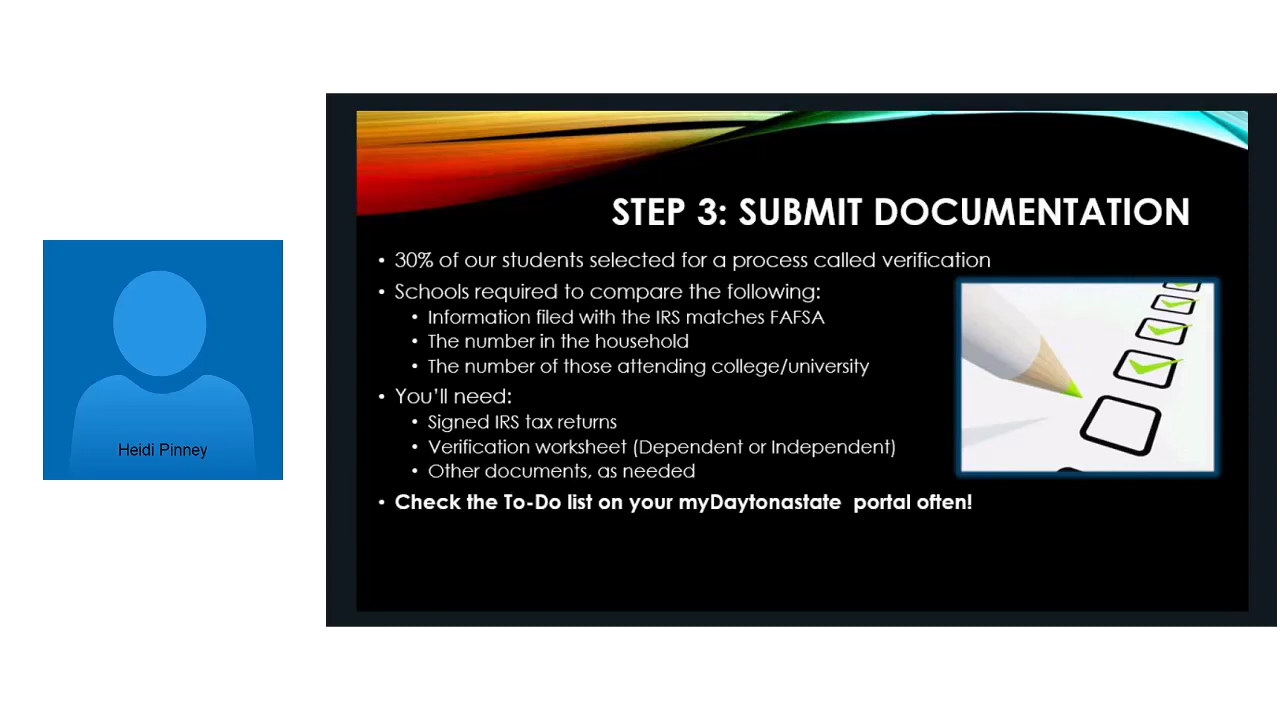 STEP 3: SUBMIT DOCUMENTATION
• 30% of our students selected for a process called verification
• Schools required to compare the following:
• Information filed with the IRS matches FAFSA
• The number in the household
• The number of those attending college/university
• You'll need:
• Signed IRS tax returns
• Verification worksheet (Dependent or Independent)
• Other documents, as needed
• Check the To-Do list on your myDaytonastate portal often!
Heidi Pinney